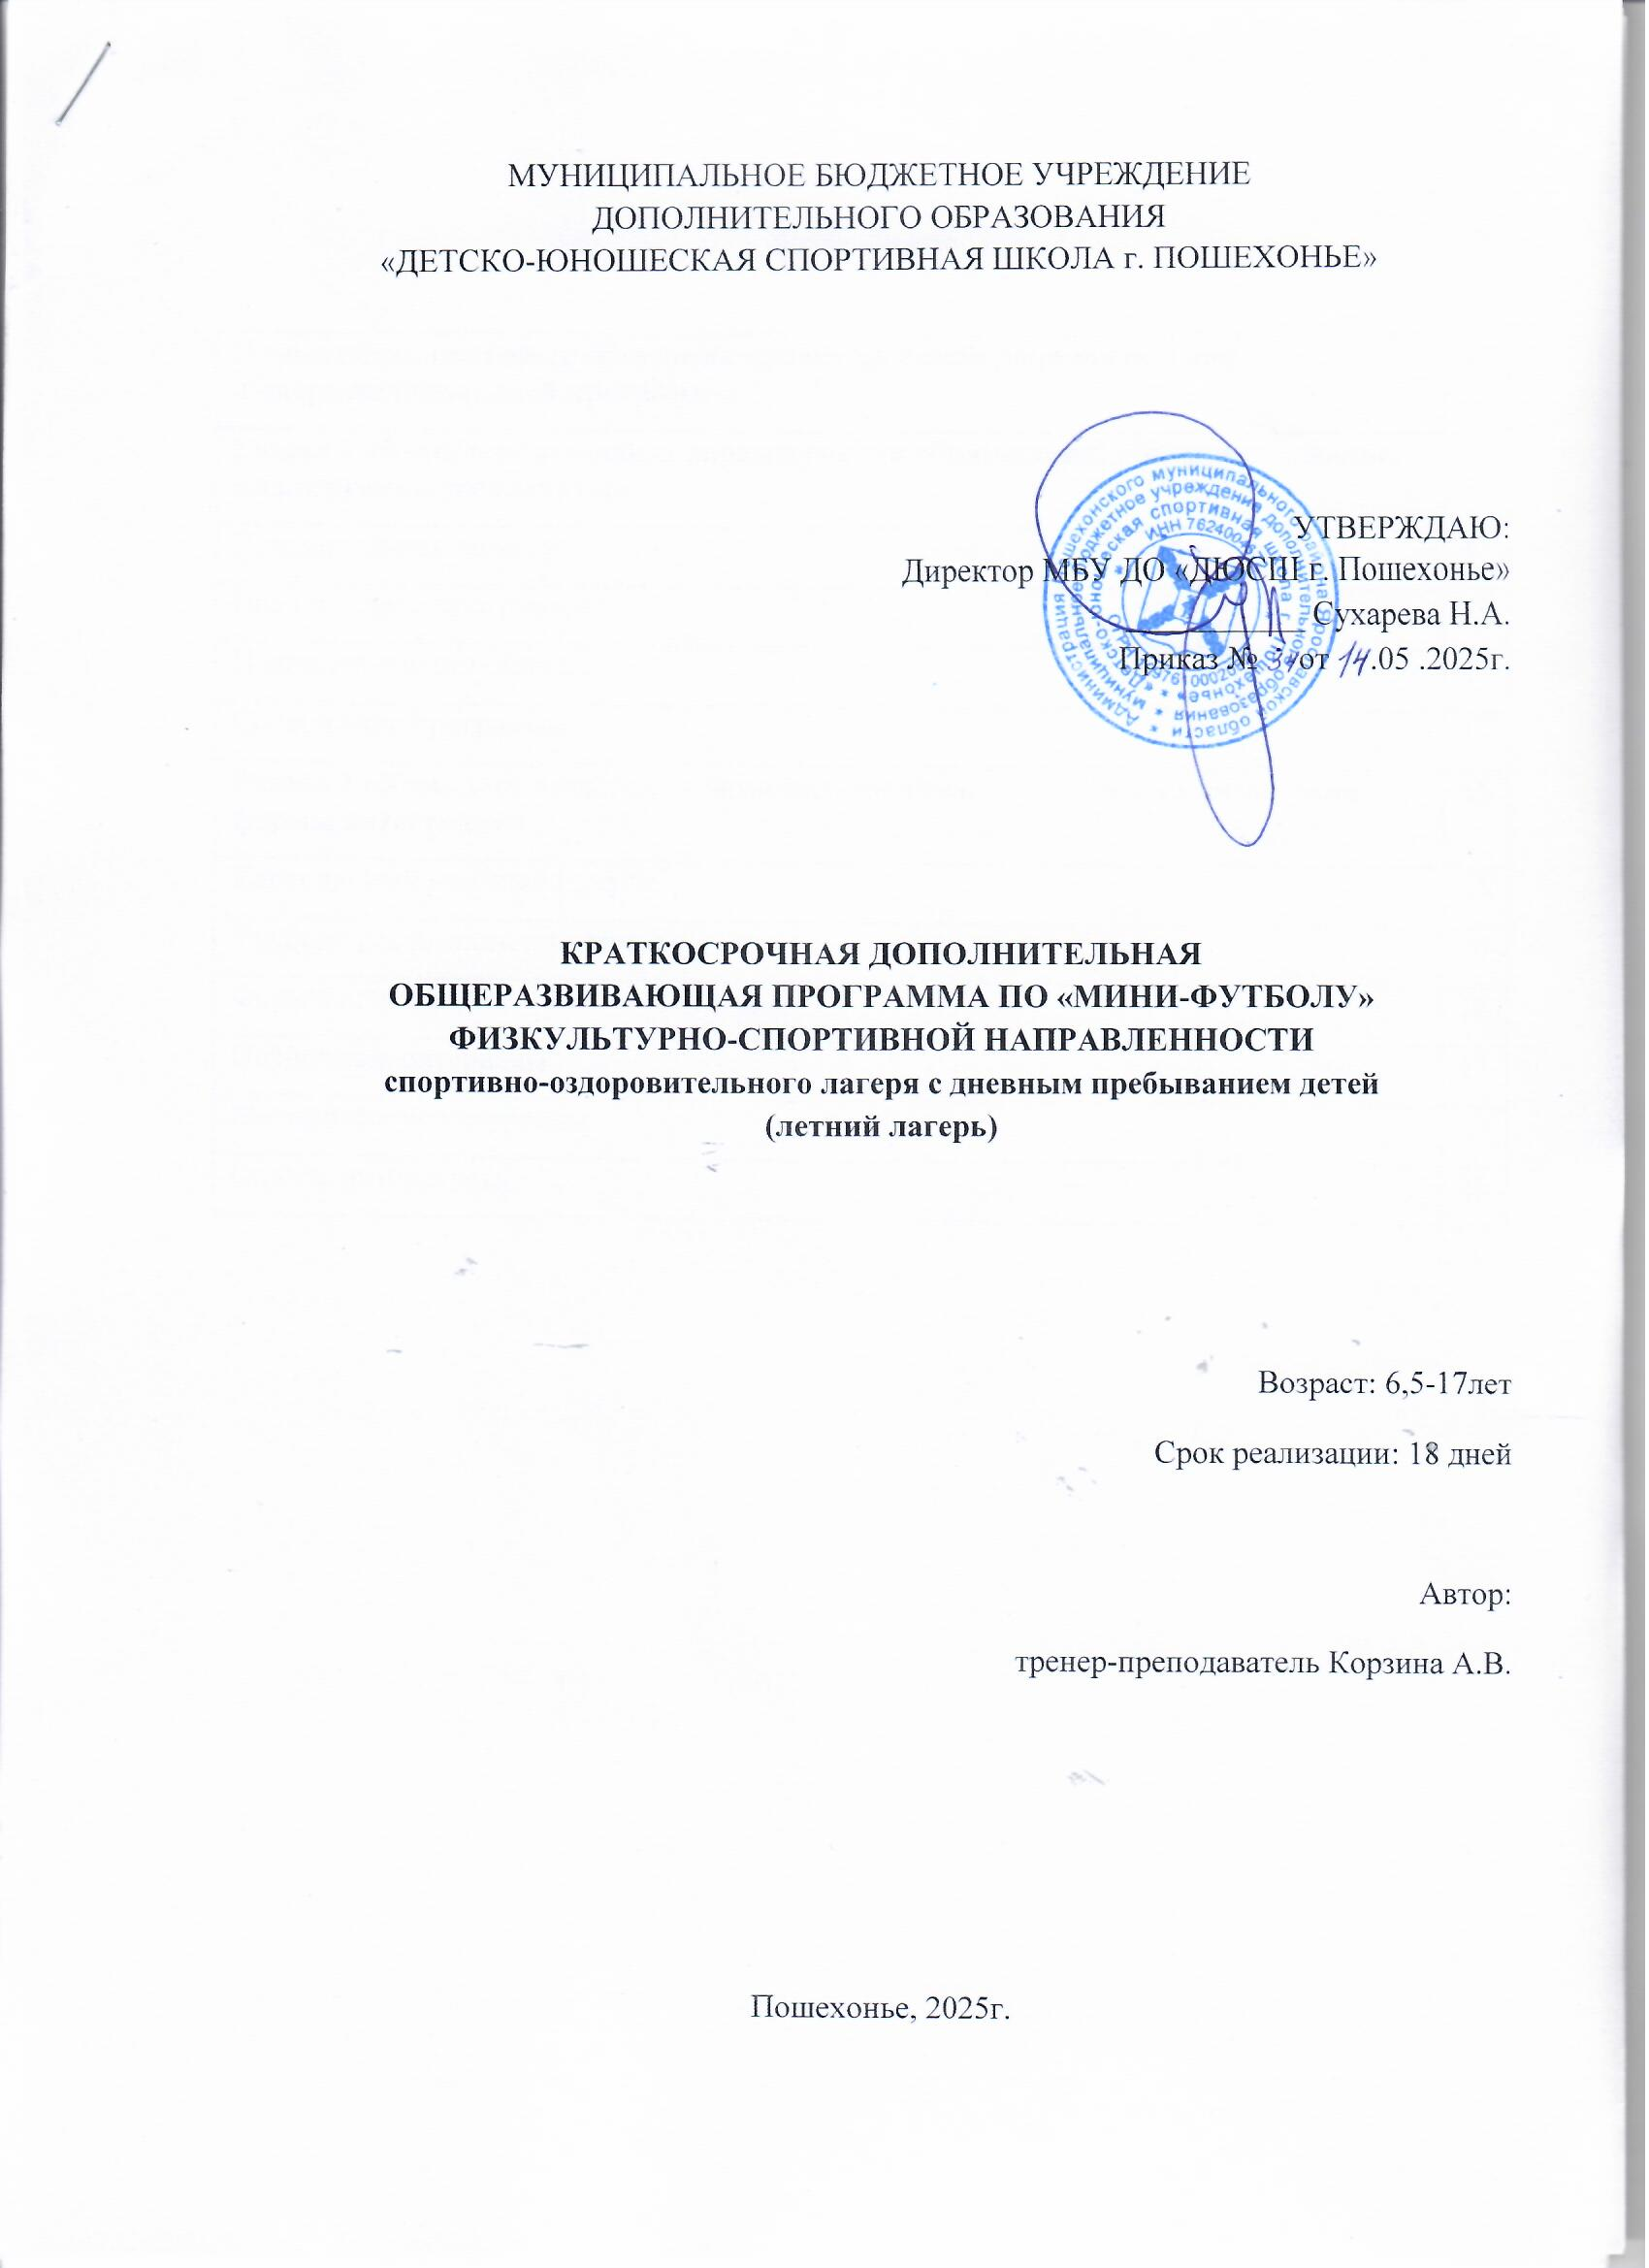 МУНИЦИПАЛЬНОЕ БЮДЖЕТНОЕ УЧРЕЖДЕНИЕ
ДОПОЛНИТЕЛЬНОГО ОБРАЗОВАНИЯ
«ДЕТСКО-ЮНОШЕСКАЯ СПОРТИВНАЯ ШКОЛА г. ПОШЕХОНЬЕ»
УТВЕРЖДАЮ:
Директор МБУ ДО «ДЮСШ г. Пошехонье»
Сухарева Н.А.
Приказ № от 14.05 .2025г.
КРАТКОСРОЧНАЯ ДОПОЛНИТЕЛЬНАЯ
ОБЩЕРАЗВИВАЮЩАЯ ПРОГРАММА ПО «МИНИ-ФУТБОЛУ»
ФИЗКУЛЬТУРНО-СПОРТИВНОЙ НАПРАВЛЕННОСТИ
спортивно-оздоровительного лагеря с дневным пребыванием детей
(летний лагерь)
Возраст: 6,5-17лет
Срок реализации: 18 дней
Автор:
тренер-преподаватель Корзина А.В.
Пошехонье, 2025г.